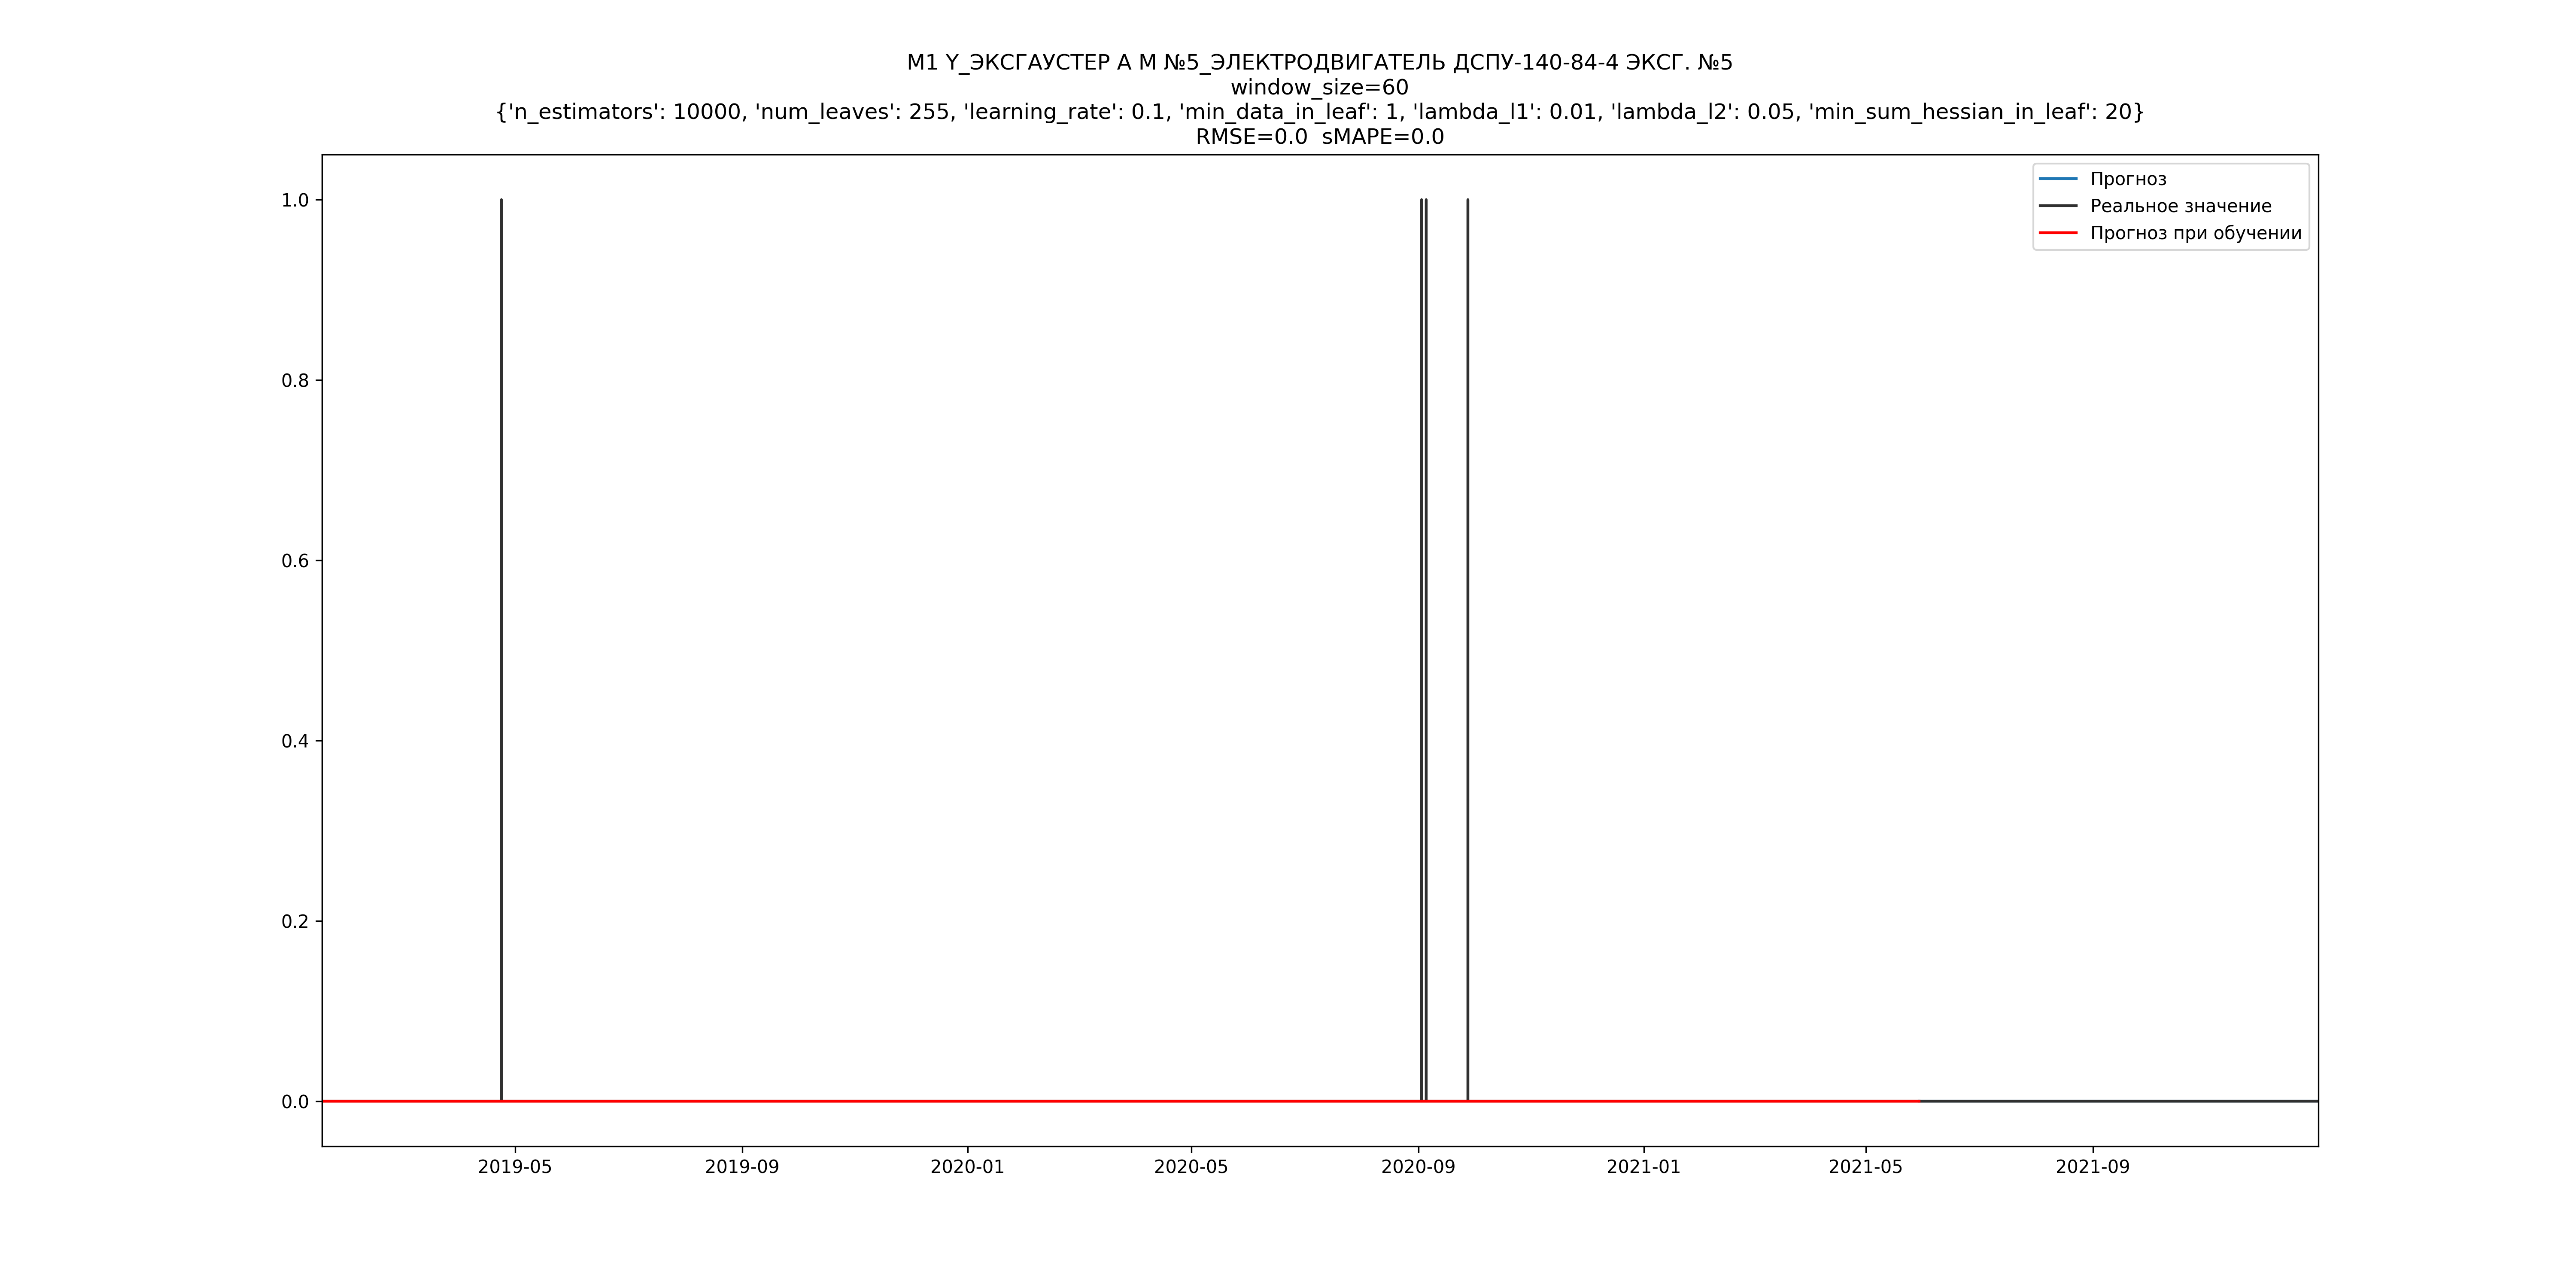 М1 Y_ЭКСГАУСТЕР А М №5_ЭЛЕКТРОДВИГАТЕЛЬ ДСПУ-140-84-4 ЭКСГ. №5
window_size=60
{'n_estimators': 10000, 'num_leaves': 255, 'learning_rate': 0.1, 'min_data_in_leaf': 1, 'lambda_l1': 0.01, 'lambda_l2': 0.05, 'min_sum_hessian_in_leaf': 20}
RMSE=0.0  sMAPE=0.0
Прогноз
Реальное значение
Прогноз при обучении
1.0
0.8
0.6
0.4
0.2
0.0
2019-05
2019-09
2020-01
2020-05
2020-09
2021-01
2021-05
2021-09